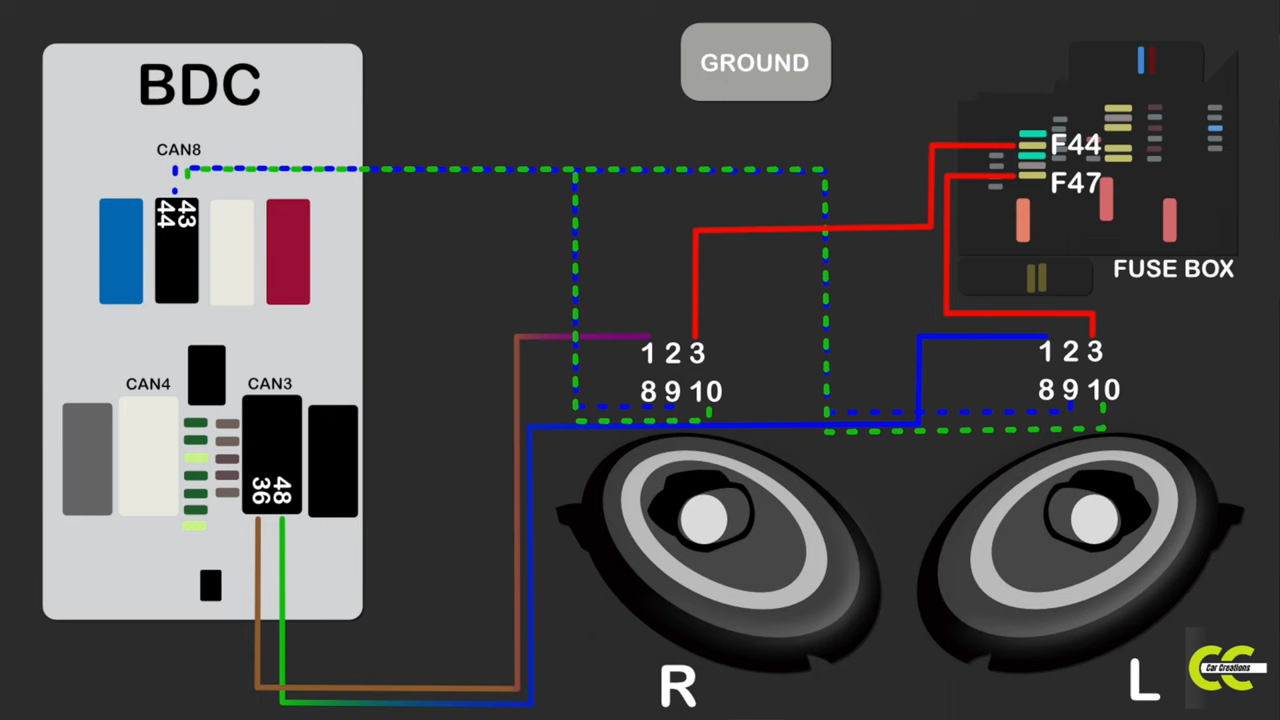 BDC
GROUND
CAN8
44 43
F44
F47
FUSE BOX
1 2 3
8 9 10
1 2 3
8 9 10
CAN4
CAN3
36 48
R
L
CC
Car Creations